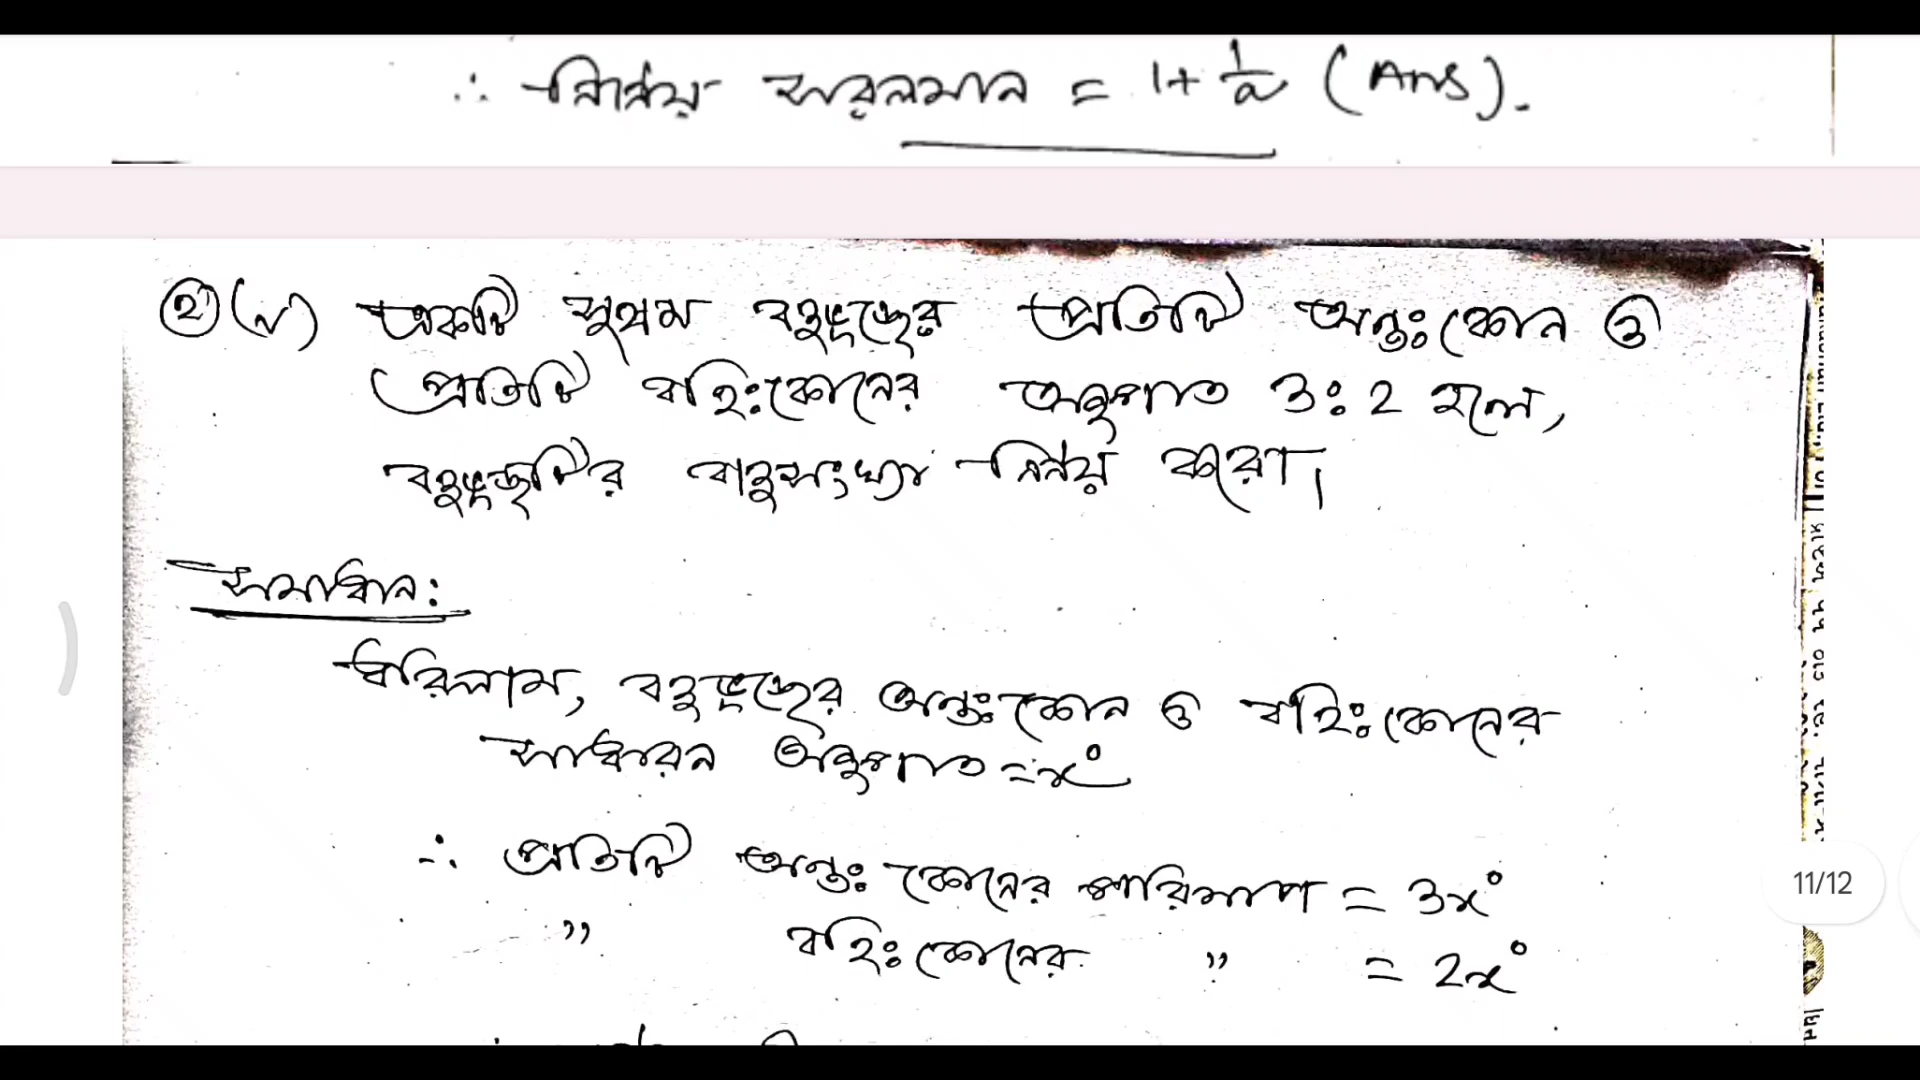 ∴ নির্ণেয় সরলমান = 1+ 1/a (Ans).
② (খ) একটি সুষম বহুভুজের প্রতিটি অন্তঃকোন ও
প্রতিটি বহিঃকোনের অনুপাত 3:2 হলে,
বহুভুজটির বাহুসংখ্যা নির্ণয় করো।
সমাধান:
ধরিলাম, বহুভুজের অন্তঃকোন ও বহিঃকোনের
সাধারন অনুপাত = x°
∴ প্রতিটি অন্তঃ কোনের পরিমাপ = 3x°
" বহিঃকোনের " = 2x°
11/12